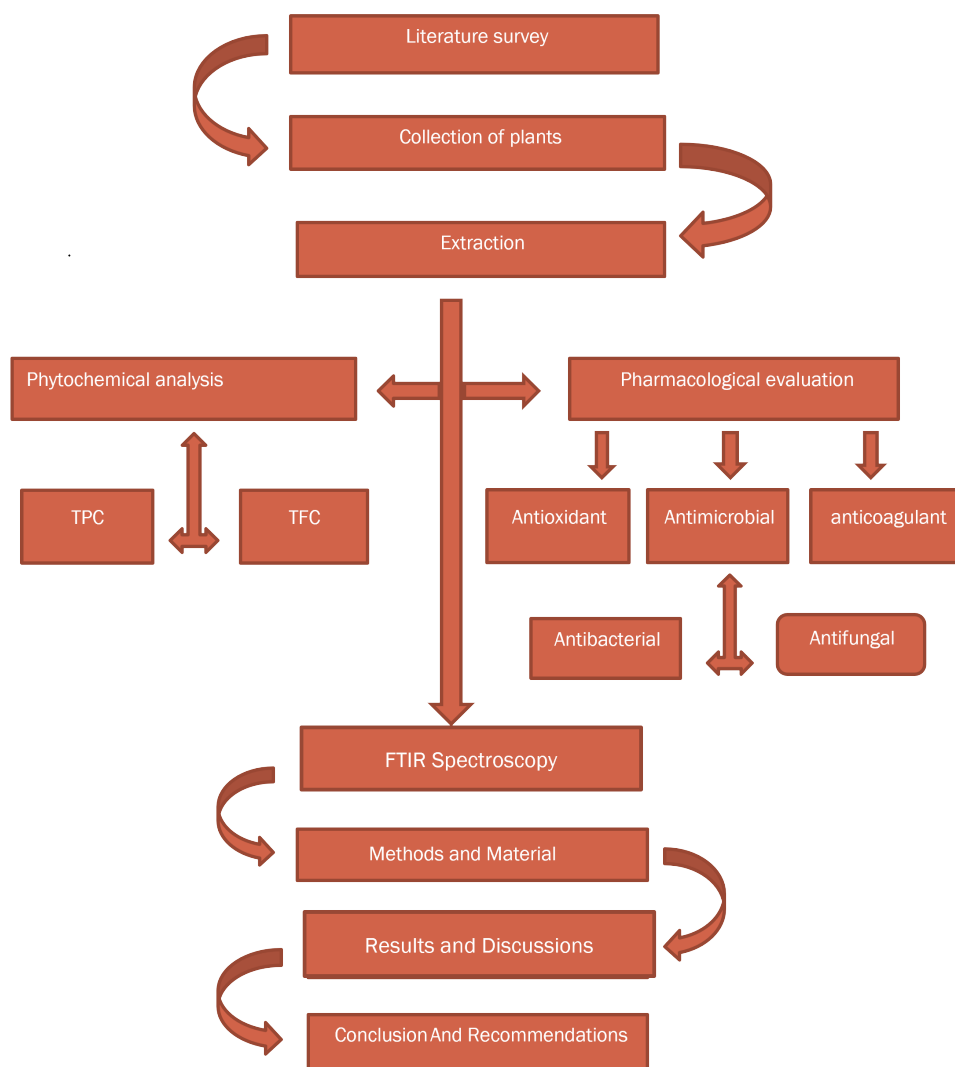 Literature survey
Collection of plants
Extraction
Phytochemical analysis
Pharmacological evaluation
TPC
TFC
Antioxidant
Antimicrobial
anticoagulant
Antibacterial
Antifungal
FTIR Spectroscopy
Methods and Material
Results and Discussions
Conclusion And Recommendations